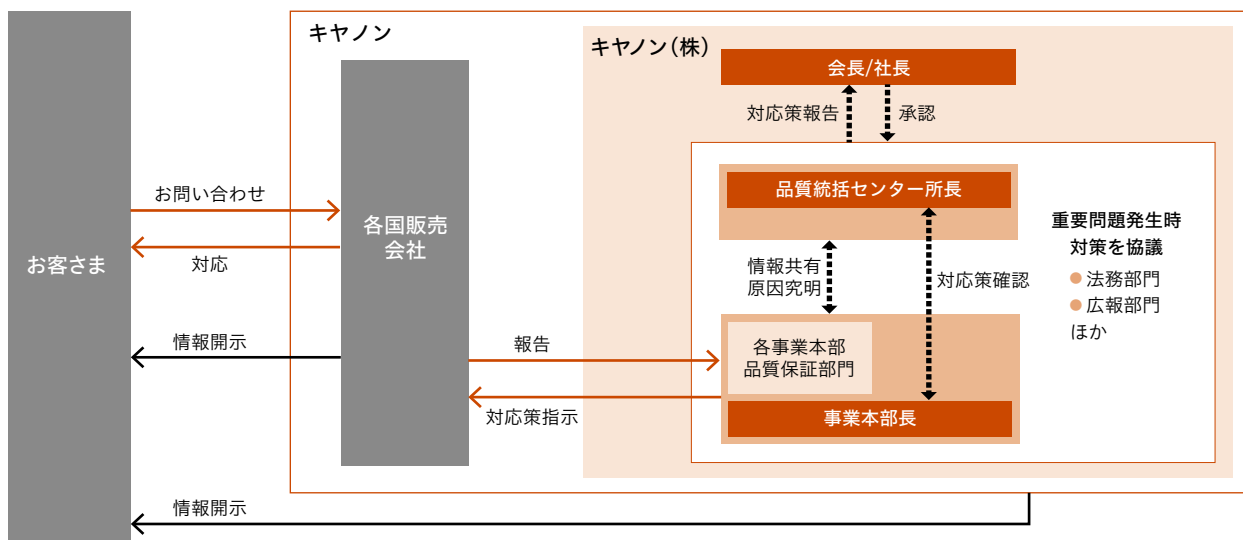 キヤノン
キヤノン（株）
会長/社長
対応策報告
承認
お客さま
お問い合わせ
対応
情報開示
情報開示
各国販売
会社
報告
対応策指示
品質統括センター所長
情報共有
原因究明
対応策確認
各事業本部
品質保証部門
事業本部長
重要問題発生時
対策を協議
● 法務部門
● 広報部門
ほか